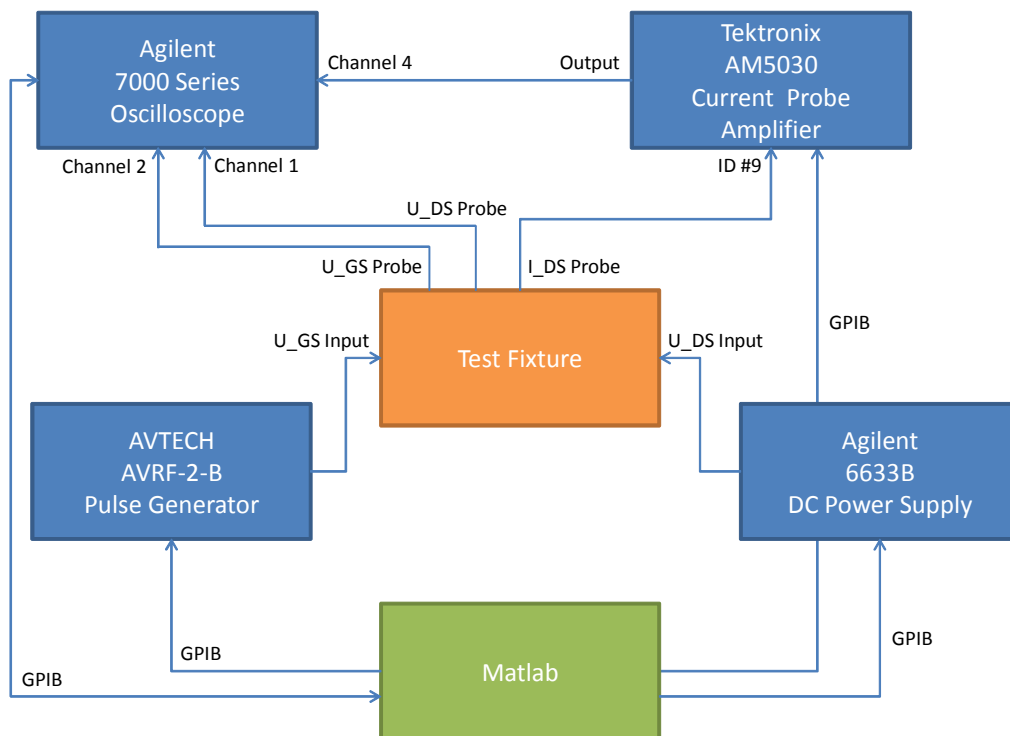 Agilent
7000 Series
Oscilloscope
Channel 4
Output
Tektronix
AM5030
Current Probe
Amplifier
Channel 2
Channel 1
ID #9
U_DS Probe
U_GS Probe
I_DS Probe
GPIB
U_GS Input
Test Fixture
U_DS Input
AVTECH
AVRF-2-B
Pulse Generator
Agilent
6633B
DC Power Supply
GPIB
GPIB
Matlab
GPIB